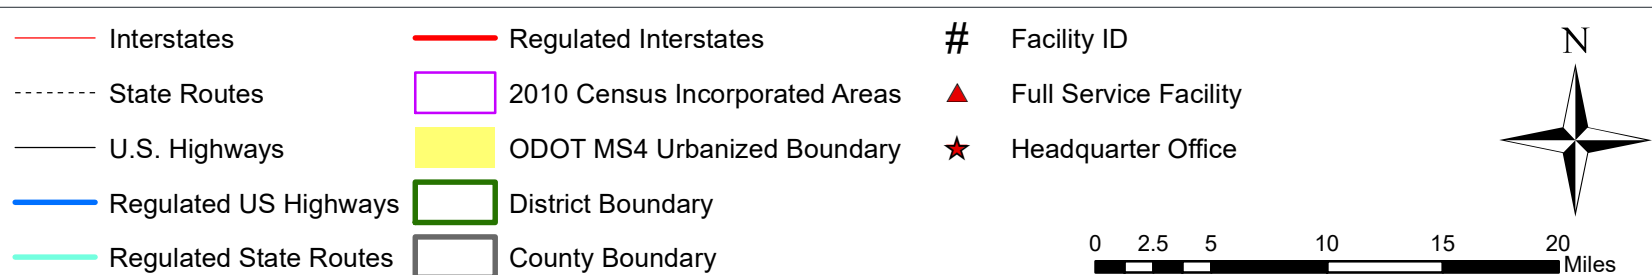 Interstates
State Routes
U.S. Highways
Regulated US Highways
Regulated State Routes
Regulated Interstates
2010 Census Incorporated Areas
ODOT MS4 Urbanized Boundary
District Boundary
County Boundary
# Facility ID
Full Service Facility
Headquarter Office
N
0 2.5 5 10 15 20
Miles